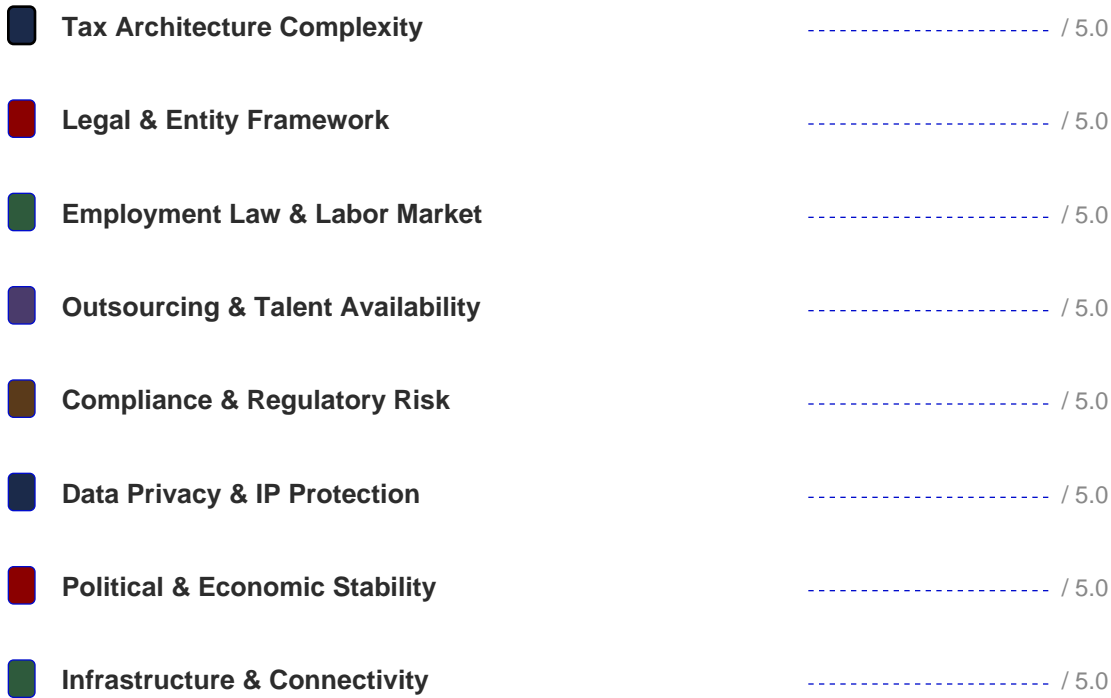 Tax Architecture Complexity ----------------------- / 5.0
Legal & Entity Framework ----------------------- / 5.0
Employment Law & Labor Market ----------------------- / 5.0
Outsourcing & Talent Availability ----------------------- / 5.0
Compliance & Regulatory Risk ----------------------- / 5.0
Data Privacy & IP Protection ----------------------- / 5.0
Political & Economic Stability ----------------------- / 5.0
Infrastructure & Connectivity ----------------------- / 5.0